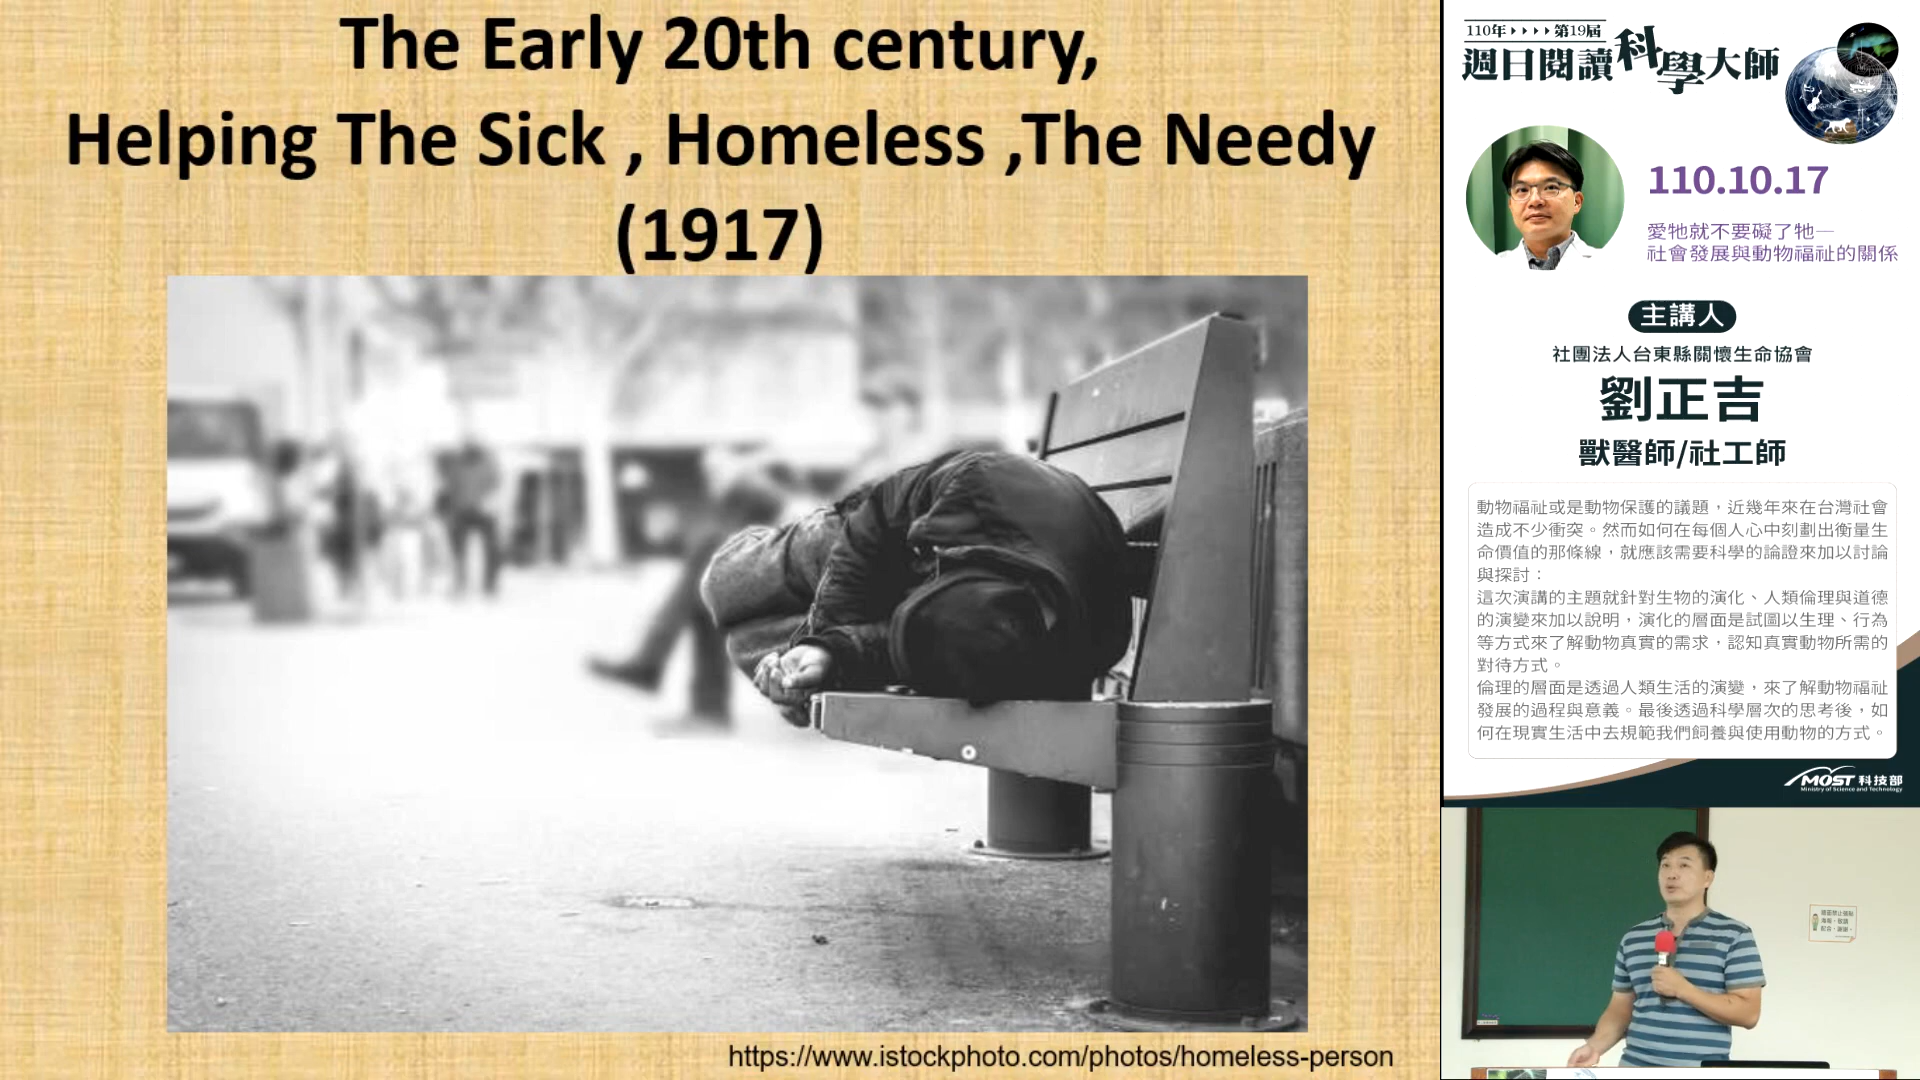 The Early 20th century,
Helping The Sick , Homeless ,The Needy
(1917)
https://www.istockphoto.com/photos/homeless-person
110年 第19屆
週日閱讀科學大師
110.10.17
愛牠就不要礙了牠—
社會發展與動物福祉的關係
主講人
社團法人台東縣關懷生命協會
劉正吉
獸醫師/社工師
動物福祉或是動物保護的議題，近幾年來在台灣社會
造成不少衝突。然而如何在每個人心中刻劃出衡量生
命價值的那條線，就應該需要科學的論證來加以討論
與探討：
這次演講的主題就針對生物的演化、人類倫理與道德
的演變來加以說明，演化的層面是試圖以生理、行為
等方式來了解動物真實的需求，認知真實動物所需的
對待方式。
倫理的層面是透過人類生活的演變，來了解動物福祉
發展的過程與意義。最後透過科學層次的思考後，如
何在現實生活中去規範我們飼養與使用動物的方式。
MOST 科技部
Ministry of Science and Technology